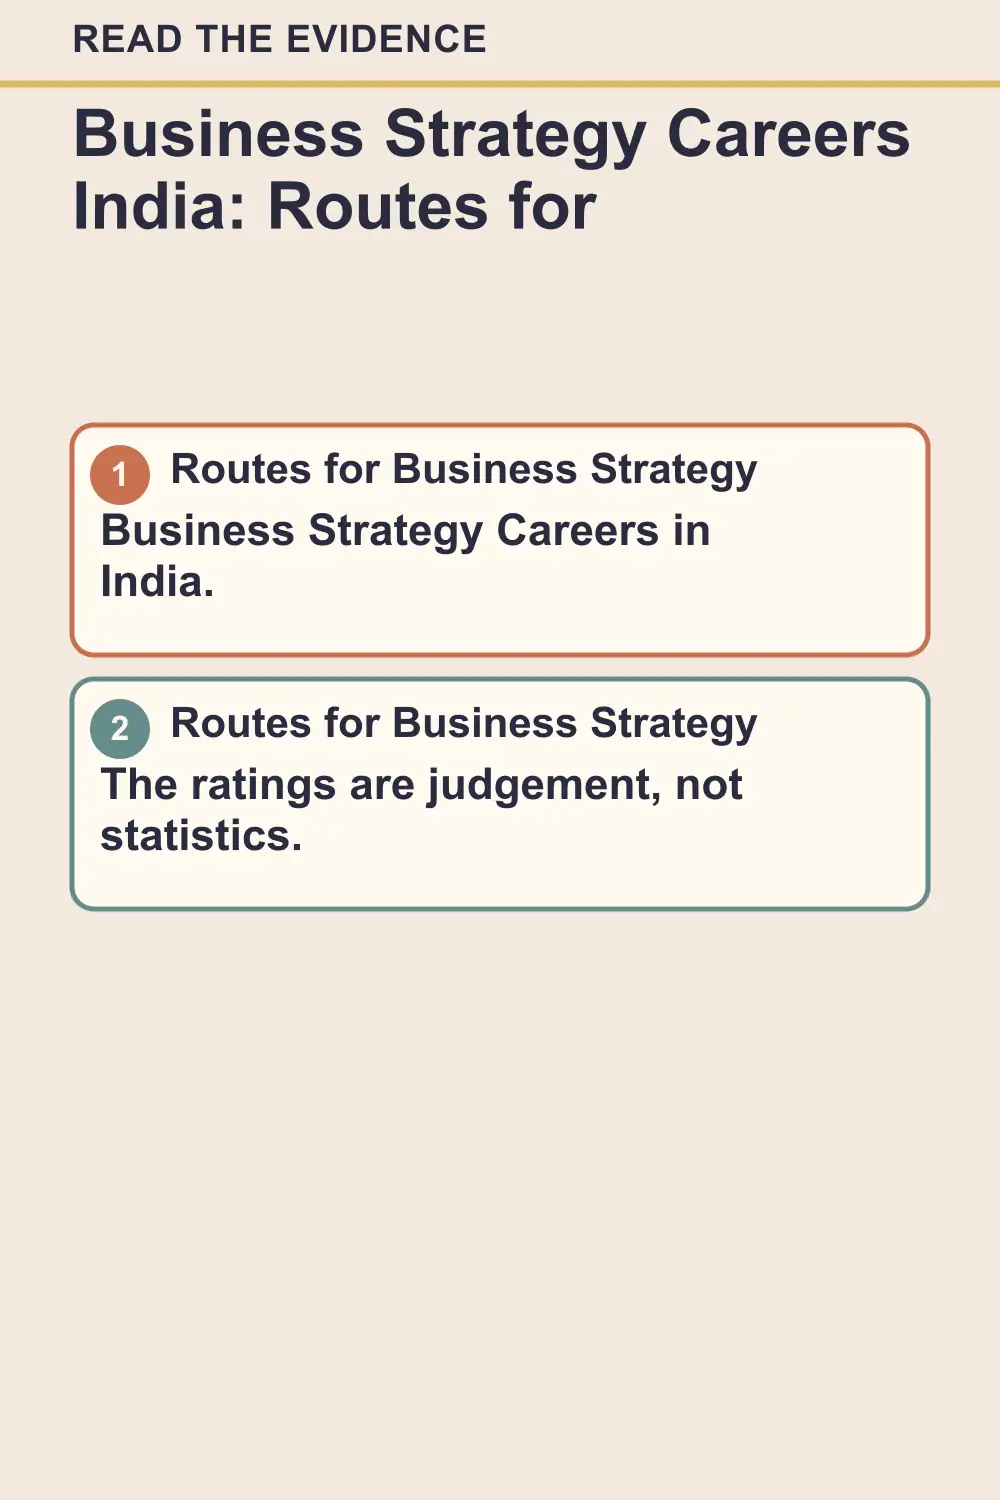 READ THE EVIDENCE
Business Strategy Careers
India: Routes for
1 Routes for Business Strategy
Business Strategy Careers in
India.
2 Routes for Business Strategy
The ratings are judgement, not
statistics.